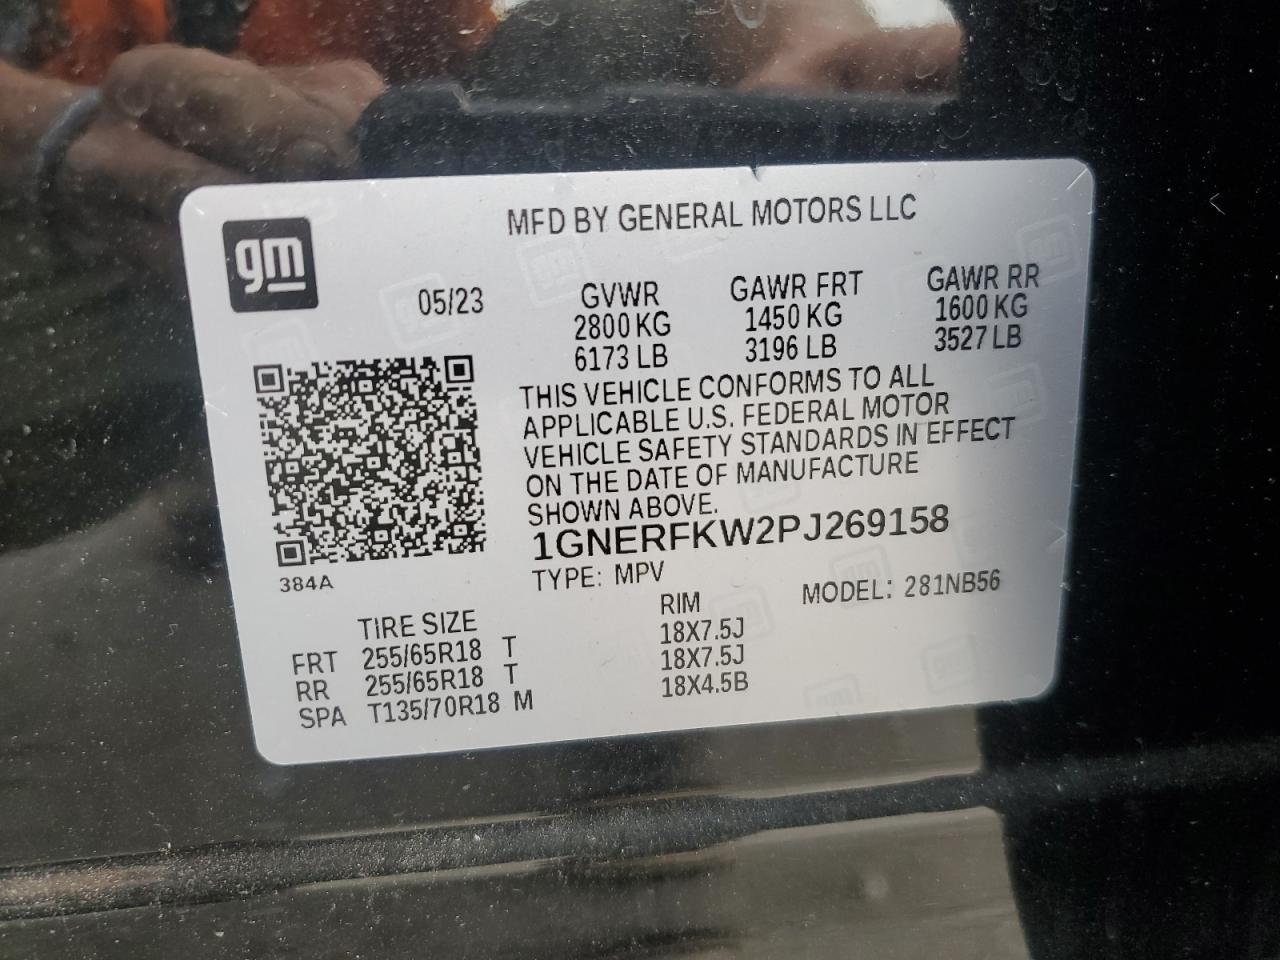 gm
MFD BY GENERAL MOTORS LLC
05/23
GVWR GAWR FRT GAWR RR
2800 KG 1450 KG 1600 KG
6173 LB 3196 LB 3527 LB
THIS VEHICLE CONFORMS TO ALL
APPLICABLE U.S. FEDERAL MOTOR
VEHICLE SAFETY STANDARDS IN EFFECT
ON THE DATE OF MANUFACTURE
SHOWN ABOVE.
1GNERFKW2PJ269158
384A
TYPE: MPV MODEL: 281NB56
TIRE SIZE RIM
FRT 255/65R18 T 18X7.5J
RR 255/65R18 T 18X7.5J
SPA T135/70R18 M 18X4.5B